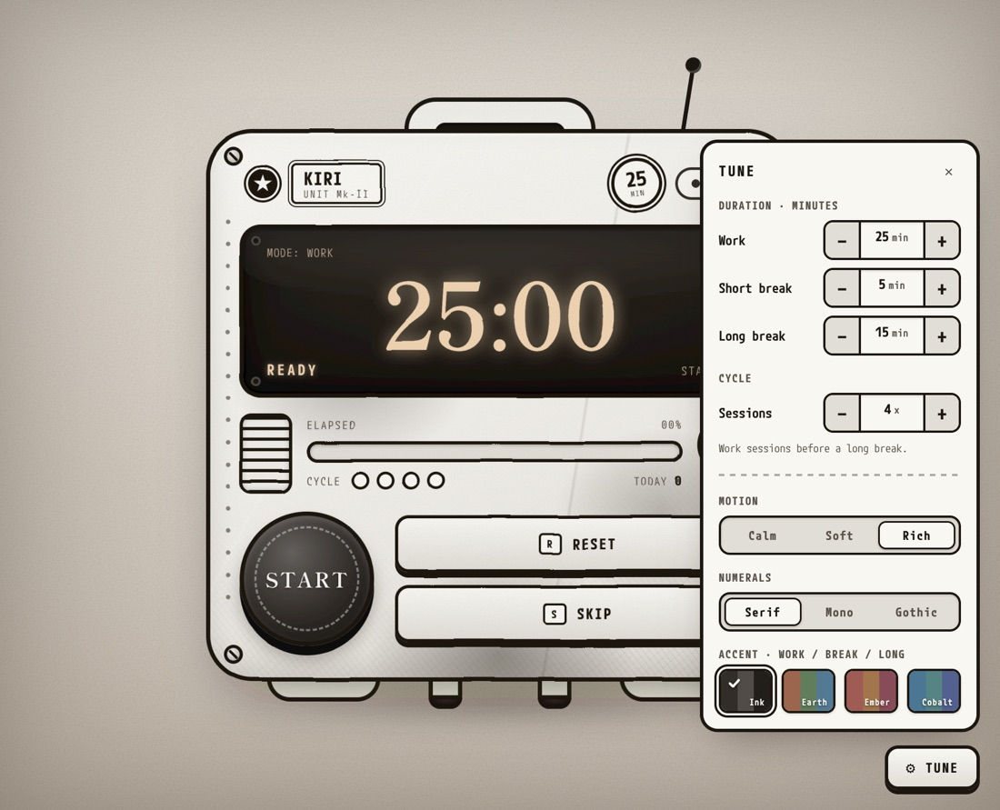 KIRI
UNIT Mk-II
25
MIN
MODE: WORK
25:00
READY
STA
ELAPSED
00%
CYCLE
TODAY 0
START
R RESET
S SKIP
TUNE
×
DURATION · MINUTES
Work
− 25 min +
Short break
− 5 min +
Long break
− 15 min +
CYCLE
Sessions
− 4 x +
Work sessions before a long break.
MOTION
Calm Soft Rich
NUMERALS
Serif Mono Gothic
ACCENT · WORK / BREAK / LONG
Ink Earth Ember Cobalt
⚙ TUNE